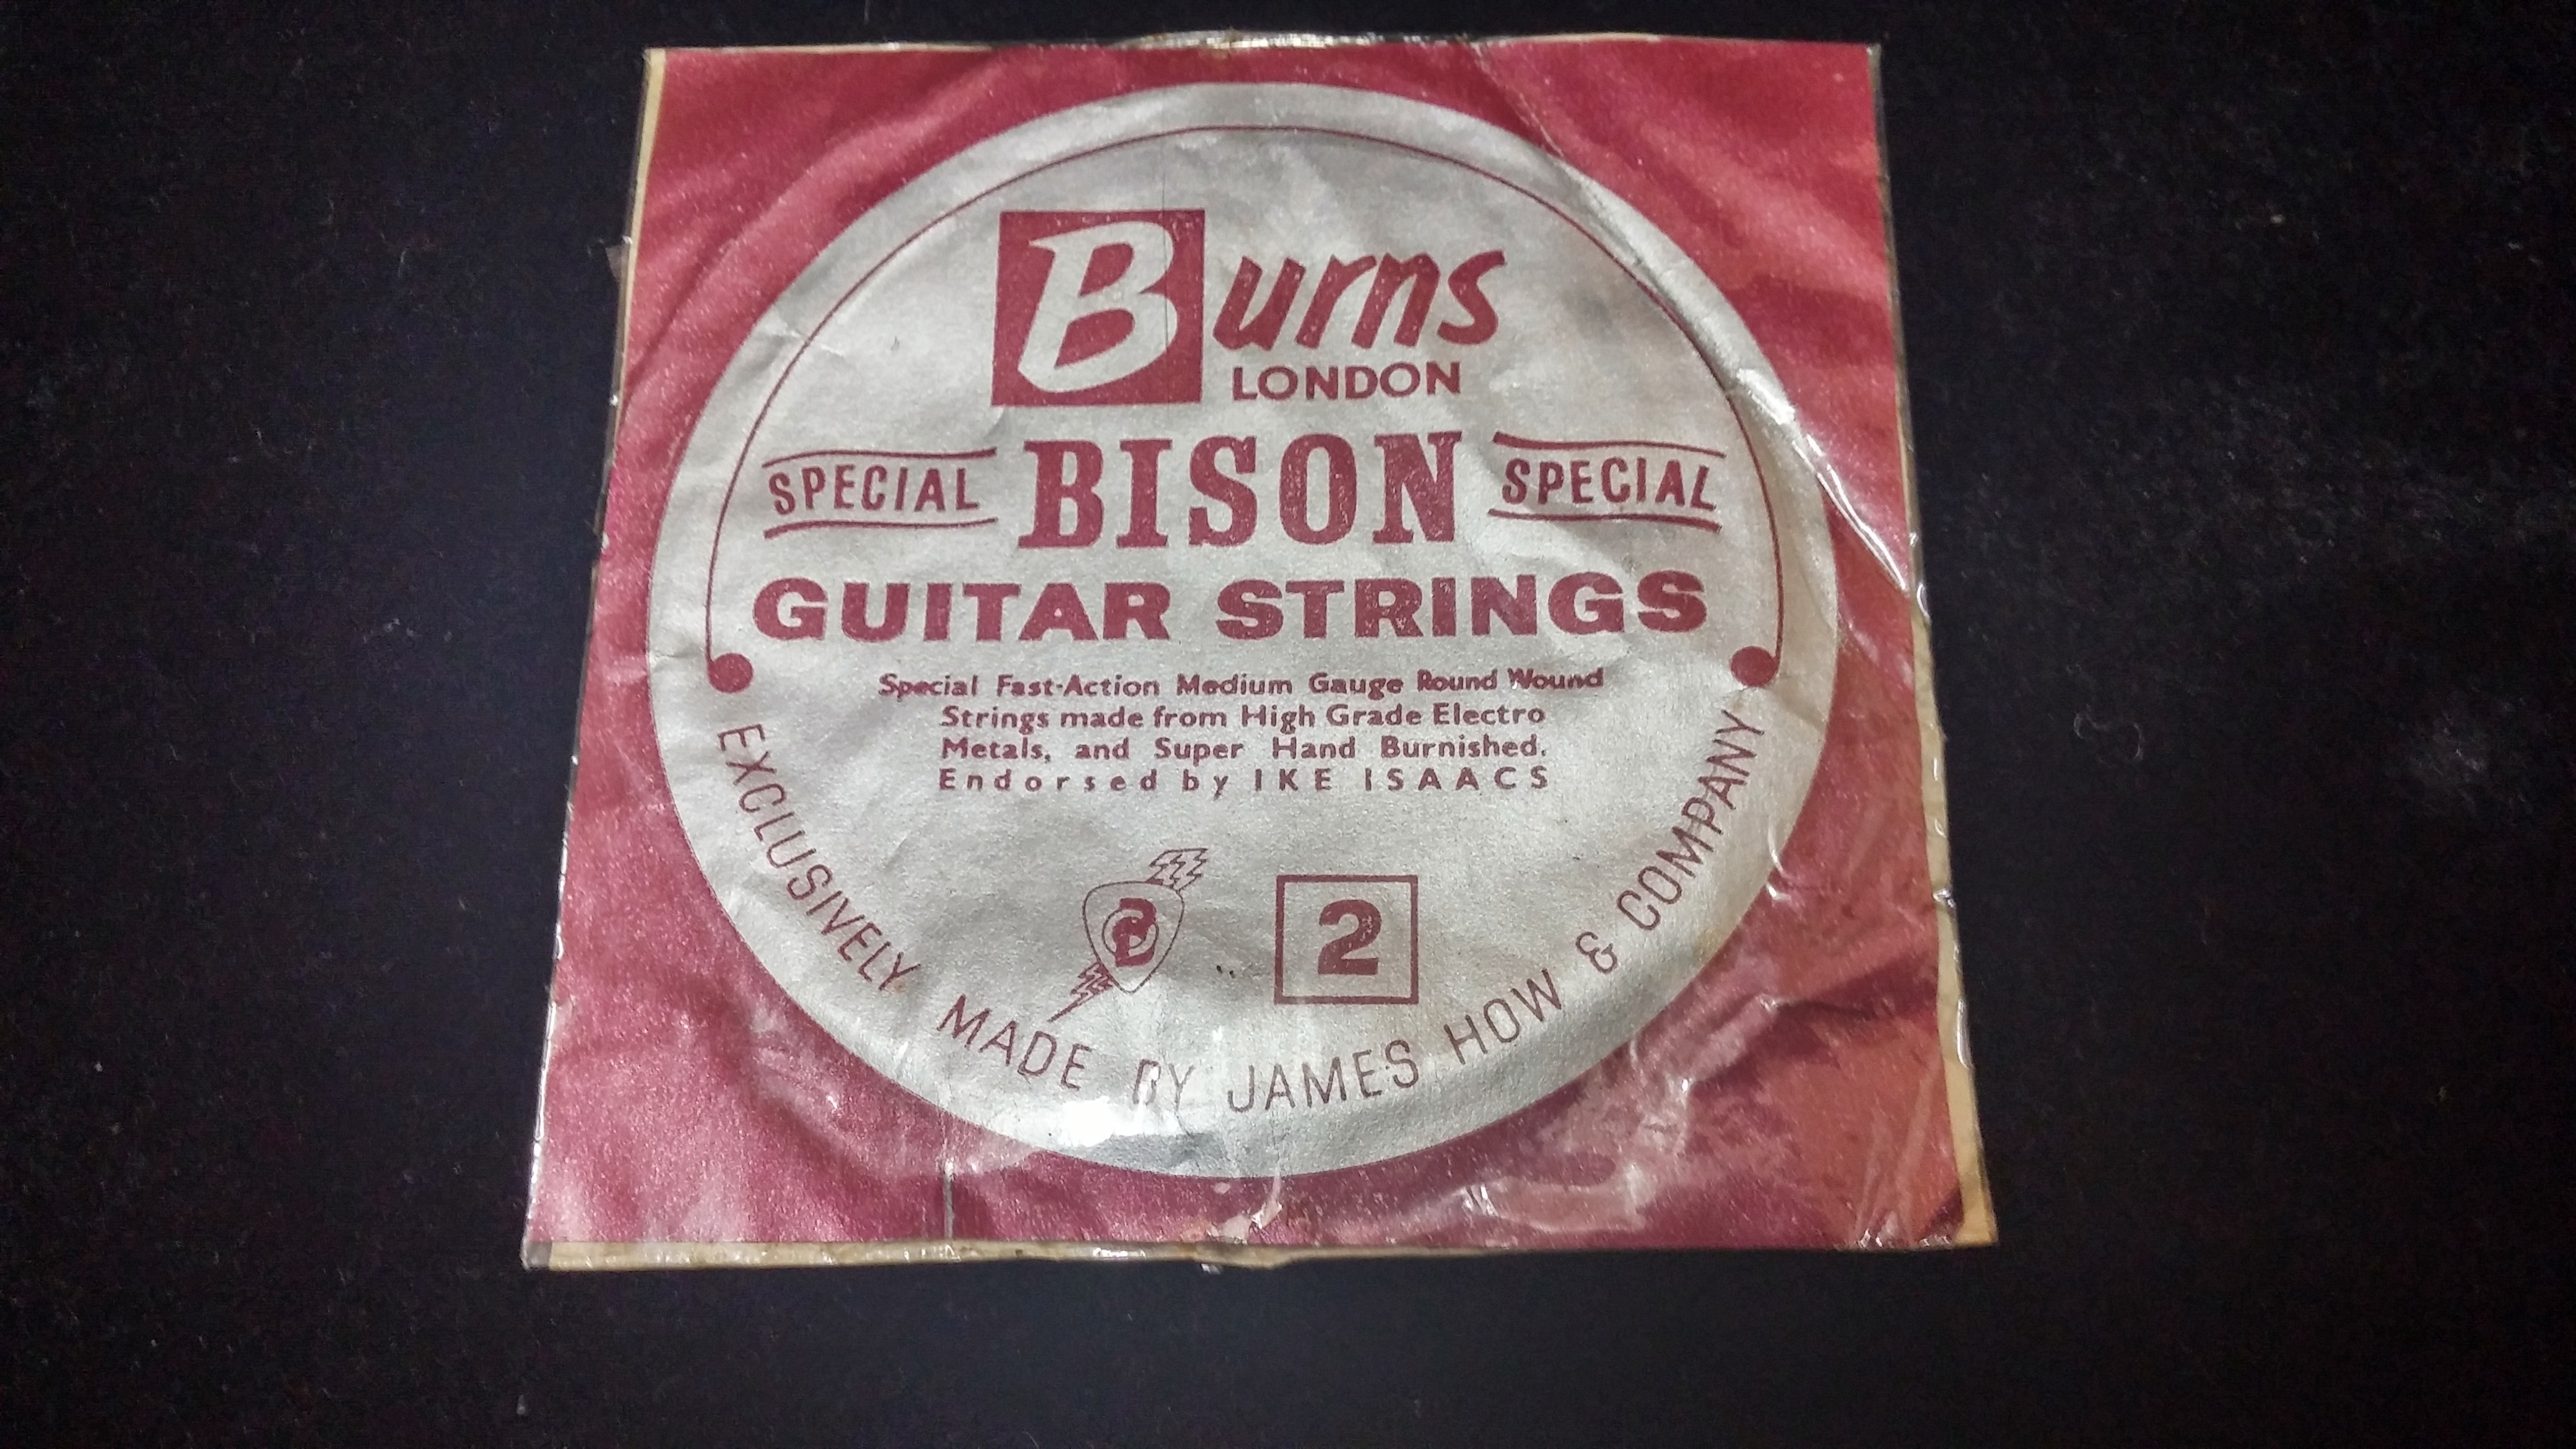 Burns
LONDON
SPECIAL BISON SPECIAL
GUITAR STRINGS
Special Fast-Action Medium Gauge Round Wound
Strings made from High Grade Electro
Metals, and Super Hand Burnished.
Endorsed by IKE ISAACS
2
EXCLUSIVELY MADE BY JAMES HOW & COMPANY